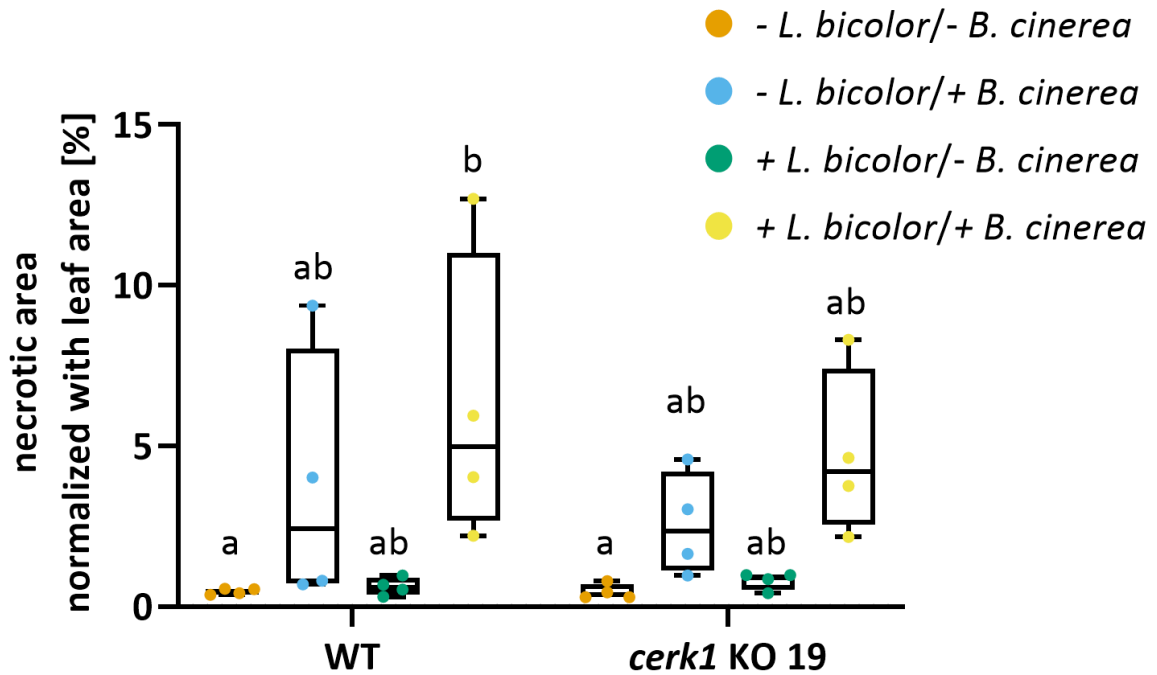 - L. bicolor/- B. cinerea
- L. bicolor/+ B. cinerea
+ L. bicolor/- B. cinerea
+ L. bicolor/+ B. cinerea
necrotic area
normalized with leaf area [%]
15
10
5
0
a
ab
ab
b
a
ab
ab
ab
WT
cerk1 KO 19